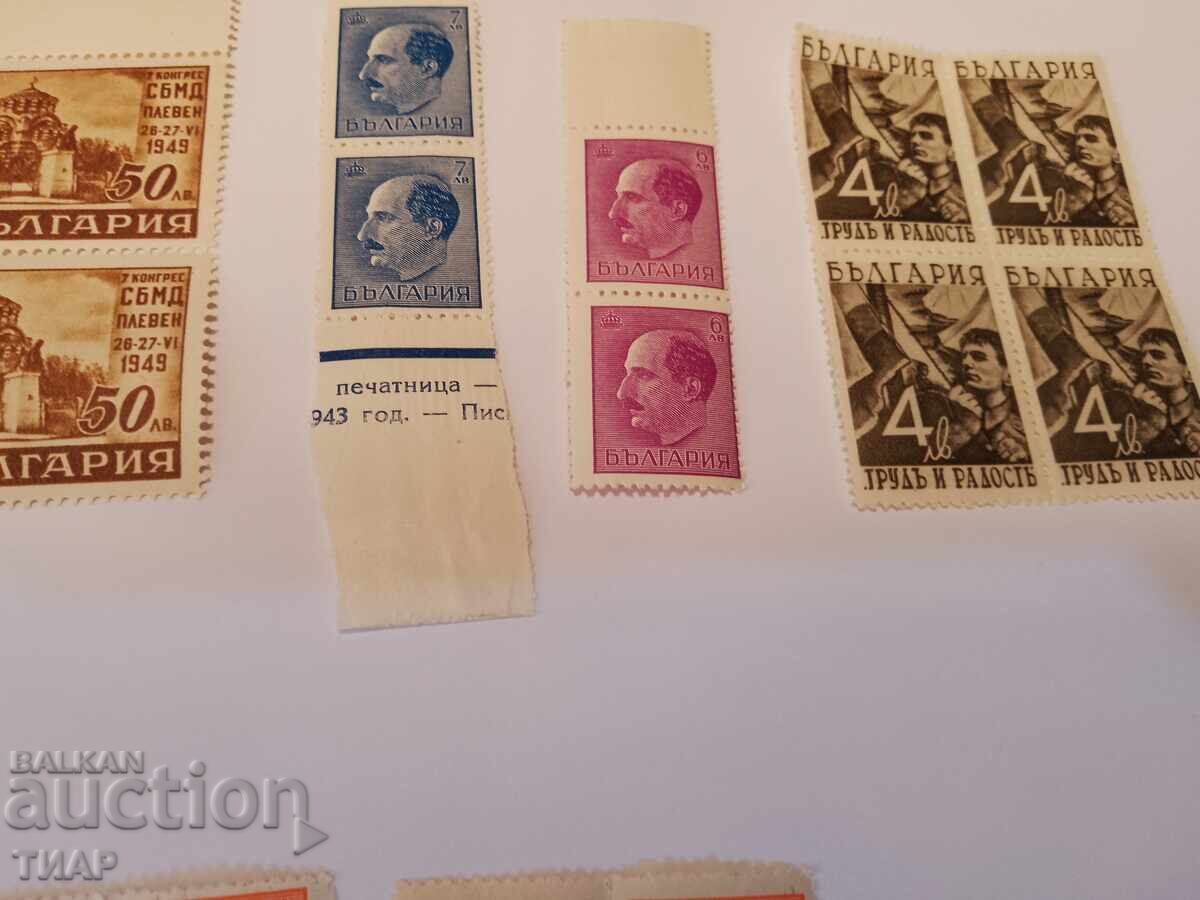 7 КОНГРЕС
СБМД
ПЛЕВЕН
26-27-VI
1949
50 ЛВ.
БЪЛГАРИЯ
7 КОНГРЕС
СБМД
ПЛЕВЕН
26-27-VI
1949
50 ЛВ.
ЪЛГАРИЯ
7
ЛВ
БЪЛГАРИЯ
7
ЛВ
БЪЛГАРИЯ
печатница —
943 год. — Пис
6
ЛВ
БЪЛГАРИЯ
6
ЛВ
БЪЛГАРИЯ
БЪЛГАРИЯ
4 лв.
ТРУДЪ И РАДОСТЬ
БЪЛГАРИЯ
4 лв.
ТРУДЪ И РАДОСТЬ
БЪЛГАРИЯ
4 лв.
ТРУДЪ И РАДОСТЬ
БЪЛГАРИЯ
4 лв.
ТРУДЪ И РАДОСТЬ
BALKAN
auction
ТИАР